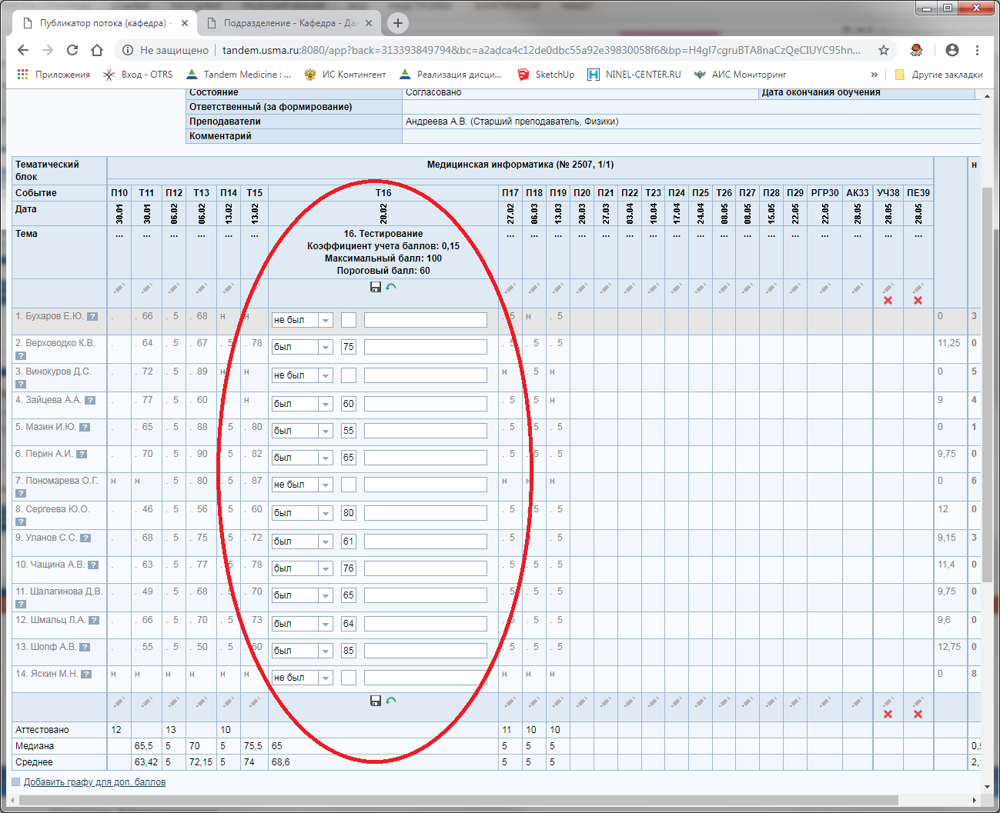 Публикатор потока (кафедра) -
Подразделение - Кафедра - Да
Не защищено | tandem.usma.ru:8080/app?back=313393849794&bc=a2adca4c12de0dbc55a92e39830058f6&bp=H4gI7cgruBTA8naCzQeCIUYC95hn...
Приложения Вход - OTRS Tandem Medicine : ... ИС Контингент Реализация дисци... SketchUp NINEL-CENTER.RU АИС Мониторинг » Другие закладки
Состояние Согласовано Дата окончания обучения
Ответственный (за формирование)
Преподаватели Андреева А.В. (Старший преподаватель, Физики)
Комментарий
Тематический блок Медицинская информатика (№ 2507, 1/1) н
Событие П10 Т11 П12 Т13 П14 Т15 Т16 П17 П18 П19 П20 П21 П22 Т23 П24 П25 Т26 П27 П28 П29 РГР30 АК33 УЧ38 ПЕ39
Дата 30.01 30.01 06.02 06.02 13.02 13.02 20.02 27.02 06.03 13.03 20.03 27.03 03.04 10.04 17.04 24.04 08.05 08.05 15.05 22.05 22.05 28.05 28.05 28.05
Тема ... ... ... ... ... ... 16. Тестирование ... ... ... ... ... ... ... ... ... ... ... ... ... ... ... ... ...
Коэффициент учета баллов: 0,15
Максимальный балл: 100
Пороговый балл: 60
1. Бухаров Е.Ю. ? . . 66 . 5 . 68 н н не был . 5 н . 5 0 3
2. Верховодко К.В. ? . . 64 . 5 . 67 . 5 . 78 был 75 . 5 . 5 . 5 11,25 0
3. Винокуров Д.С. ? . . 72 . 5 . 89 н н не был н . 5 н 0 5
4. Зайцева А.А. ? . . 77 . 5 . 60 н был 60 . 5 . 5 н 9 4
5. Мазин И.Ю. ? . . 65 . 5 . 88 . 5 . 80 был 55 . 5 . 5 . 5 0 1
6. Перин А.И. ? . . 70 . 5 . 90 . 5 . 82 был 65 . 5 . 5 . 5 9,75 0
7. Пономарева О.Г. ? н н . 5 . 80 . 5 . 87 не был н н н 0 6
8. Сергеева Ю.О. ? . . 46 . 5 . 56 . 5 . 60 был 80 . 5 . 5 . 5 12 0
9. Уланов С.С. ? . . 68 . 5 . 75 . 5 . 72 был 61 . 5 . 5 9,15 3
10. Чащина А.В. ? . . 63 . 5 . 77 . 5 . 78 был 76 . 5 . 5 . 5 11,4 0
11. Шалагинова Д.В. ? . . 49 . 5 . 68 . 5 . 70 был 65 . 5 . 5 . 5 9,75 0
12. Шмальц Л.А. ? . . 66 . 5 . 70 . 5 . 73 был 64 . 5 . 5 . 5 9,6 0
13. Шопф А.В. ? . . 55 . 5 . 50 . 5 . 60 был 85 . 5 . 5 . 5 12,75 0
14. Яскин М.Н. ? н н н н н н не был н н н 0 8
Аттестовано 12 13 10 11 10 10
Медиана 65,5 5 70 5 75,5 65 5 5 5
Среднее 63,42 5 72,15 5 74 68,6 5 5 5
Добавить графу для доп. баллов